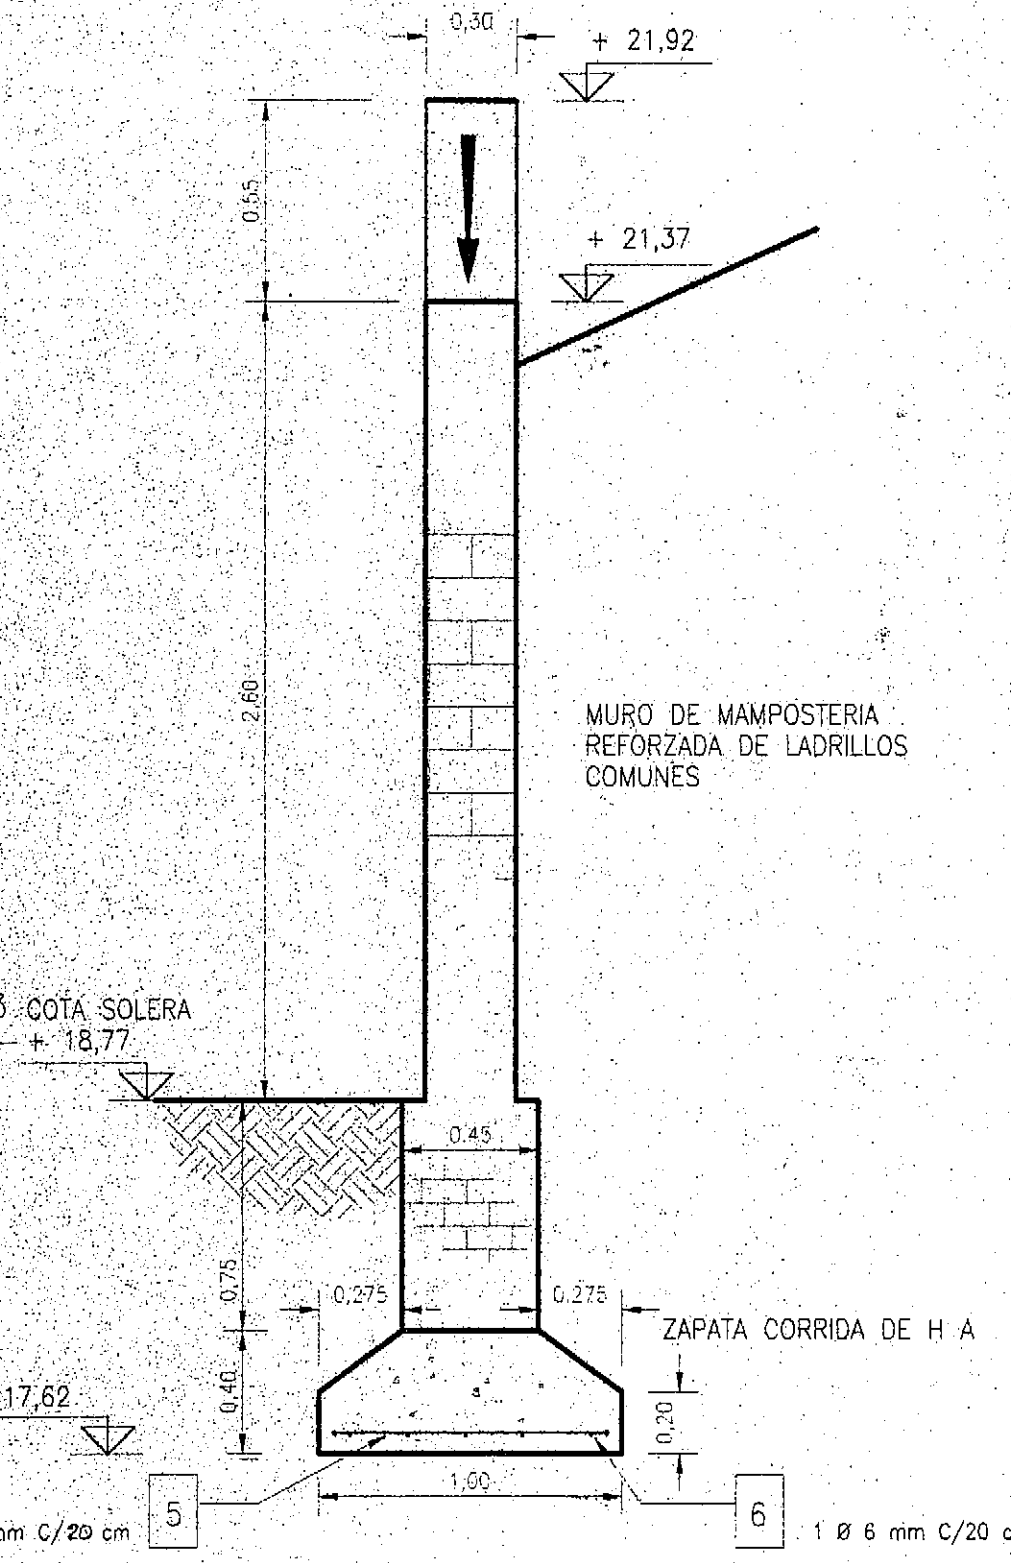 0,30
+ 21,92
0.55
+ 21,37
2.60
MURO DE MAMPOSTERIA
REFORZADA DE LADRILLOS
COMUNES
COTA SOLERA
+ 18,77
0.45
0,75
0,275
0.275
ZAPATA CORRIDA DE H A
0,40
0,20
17,62
1,00
5
6
mm C/20 cm
1 Ø 6 mm C/20 c